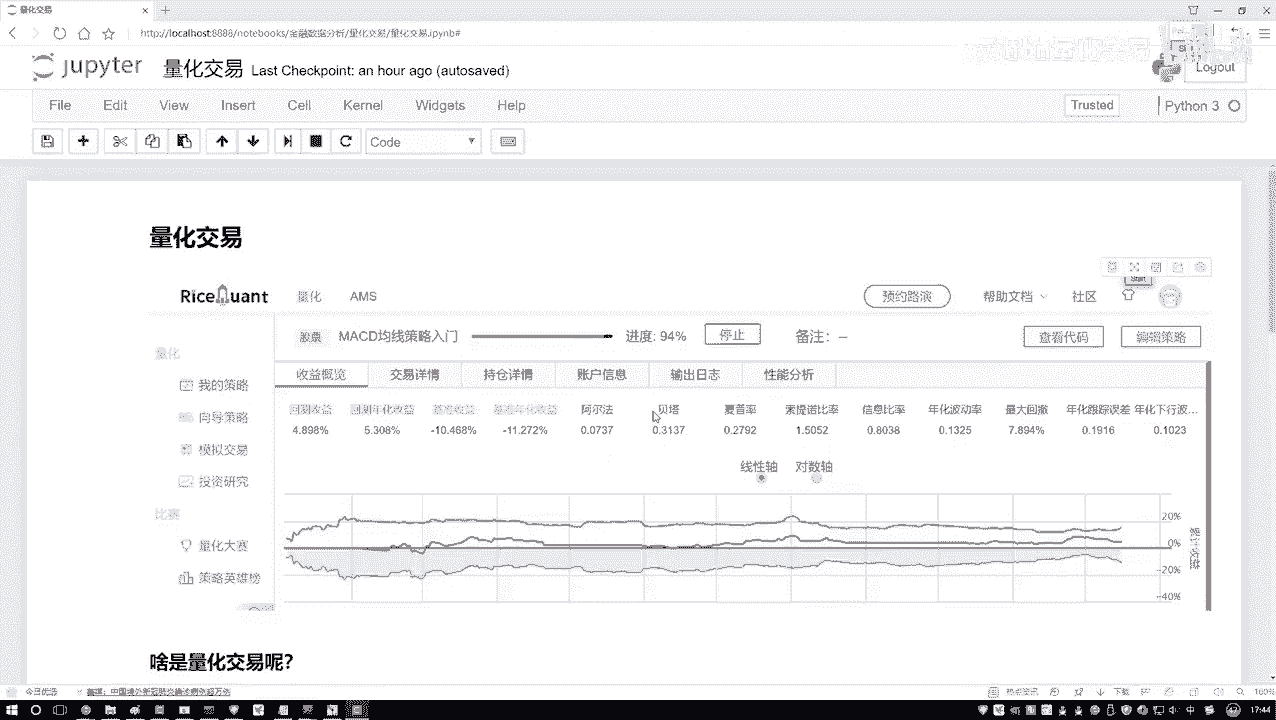 量化交易
http://localhost:8888/notebooks/金融数据分析/量化交易/量化交易.ipynb#
jupyter 量化交易 Last Checkpoint: an hour ago (autosaved)
Logout
File Edit View Insert Cell Kernel Widgets Help
Trusted Python 3
Code
量化交易
RiceQuant 量化 AMS 预约路演 帮助文档 社区
股票 MACD均线策略入门 进度: 94% 停止 备注: - 查看代码 编辑策略
量化
收益概览 交易详情 持仓详情 账户信息 输出日志 性能分析
我的策略
回测收益 回测年化收益 基准收益 基准年化收益 阿尔法 贝塔 夏普率 索提诺比率 信息比率 年化波动率 最大回撤 年化跟踪误差 年化下行波...
向导策略
4.898% 5.308% -10.468% -11.272% 0.0737 0.3137 0.2792 1.5052 0.8038 0.1325 7.894% 0.1916 0.1023
模拟交易
线性轴 对数轴
投资研究
比赛
20%
量化大赛
0%
策略英雄榜
-20%
-40%
啥是量化交易呢?
今日优选
下载
100%
中
17:44